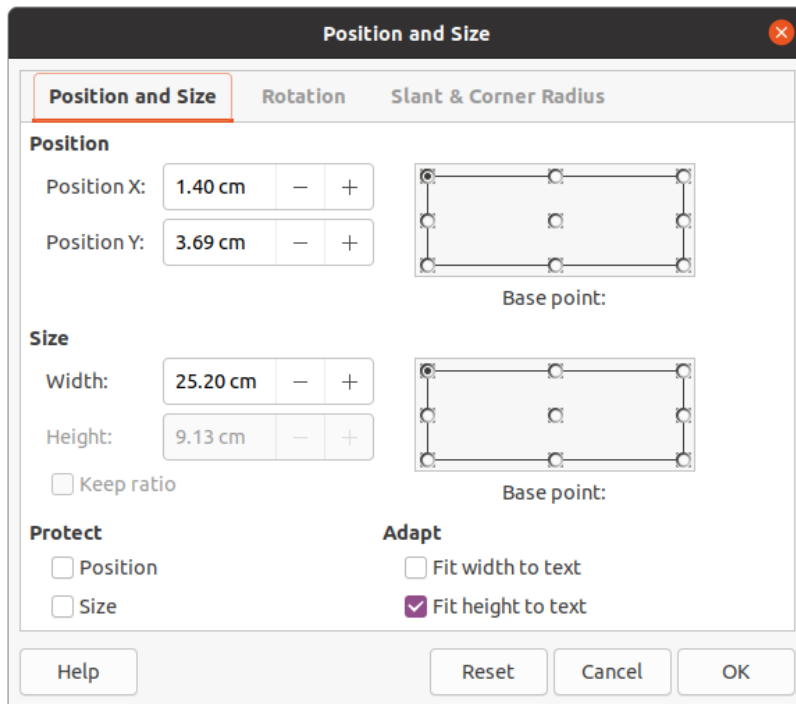 Position and Size
Position and Size Rotation Slant & Corner Radius
Position
Position X: 1.40 cm − +
Position Y: 3.69 cm − +
Base point:
Size
Width: 25.20 cm − +
Height: 9.13 cm − +
Keep ratio
Base point:
Protect Adapt
Position Fit width to text
Size Fit height to text
Help Reset Cancel OK